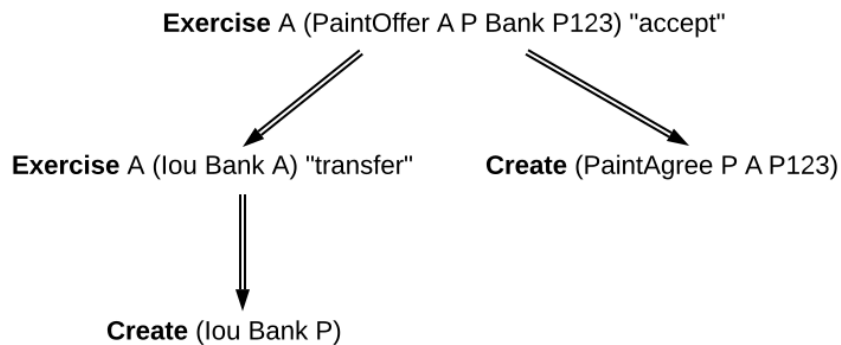 Exercise A (PaintOffer A P Bank P123) "accept"
Exercise A (Iou Bank A) "transfer"
Create (PaintAgree P A P123)
Create (Iou Bank P)